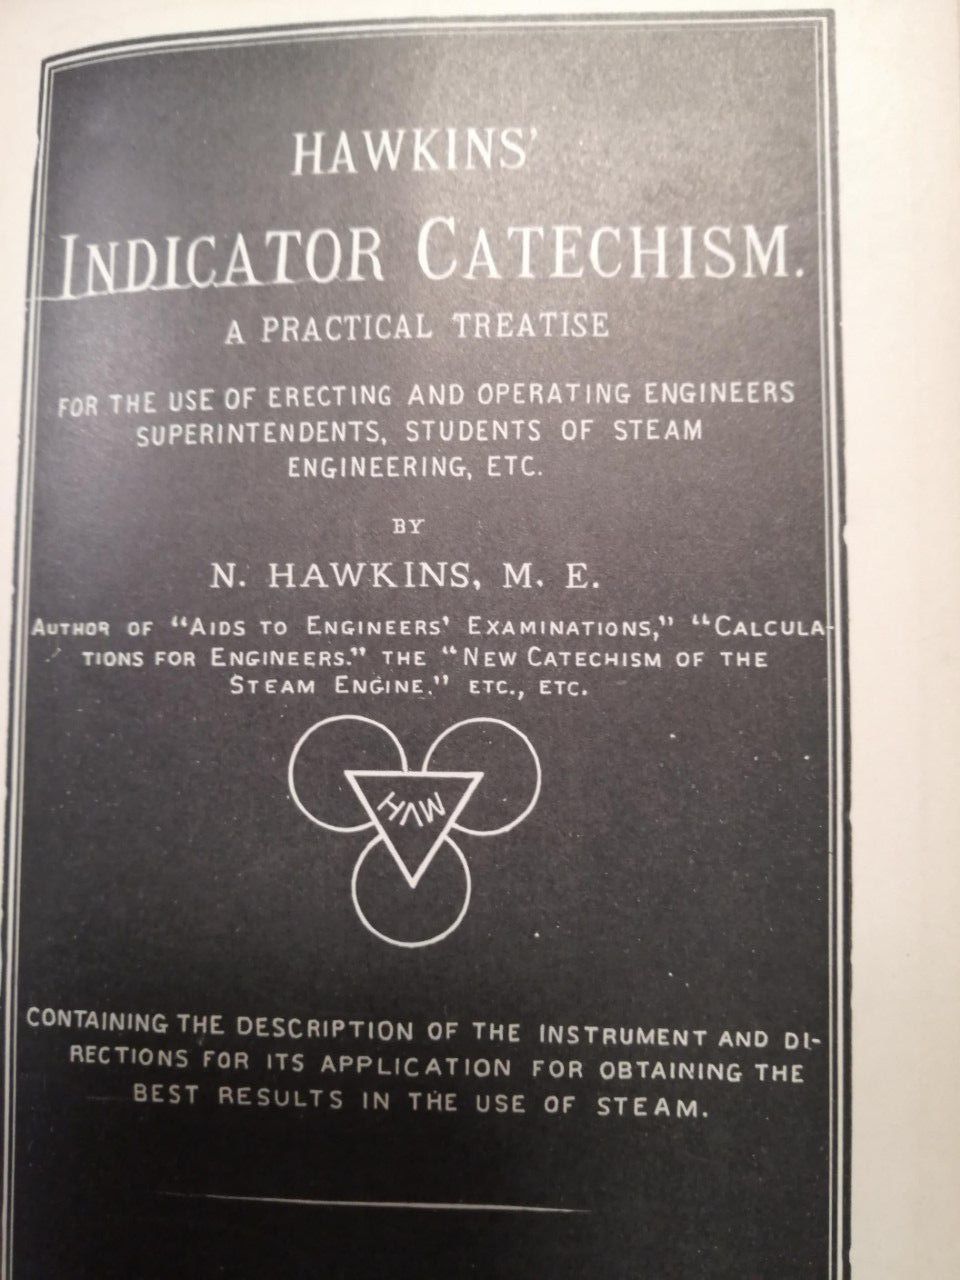 HAWKINS'
INDICATOR CATECHISM.
A PRACTICAL TREATISE
FOR THE USE OF ERECTING AND OPERATING ENGINEERS
SUPERINTENDENTS, STUDENTS OF STEAM
ENGINEERING, ETC.
BY
N. HAWKINS, M. E.
AUTHOR OF "AIDS TO ENGINEERS' EXAMINATIONS," "CALCULA-
TIONS FOR ENGINEERS." THE "NEW CATECHISM OF THE
STEAM ENGINE," ETC., ETC.
CONTAINING THE DESCRIPTION OF THE INSTRUMENT AND DI-
RECTIONS FOR ITS APPLICATION FOR OBTAINING THE
BEST RESULTS IN THE USE OF STEAM.